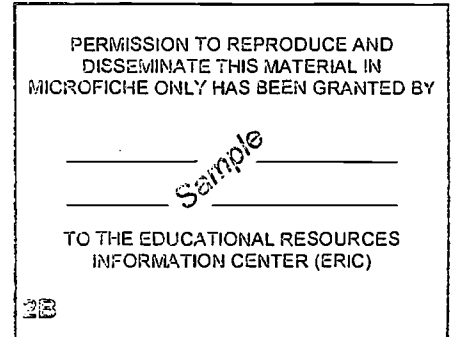 PERMISSION TO REPRODUCE AND
DISSEMINATE THIS MATERIAL IN
MICROFICHE ONLY HAS BEEN GRANTED BY
Sample
TO THE EDUCATIONAL RESOURCES
INFORMATION CENTER (ERIC)
2B